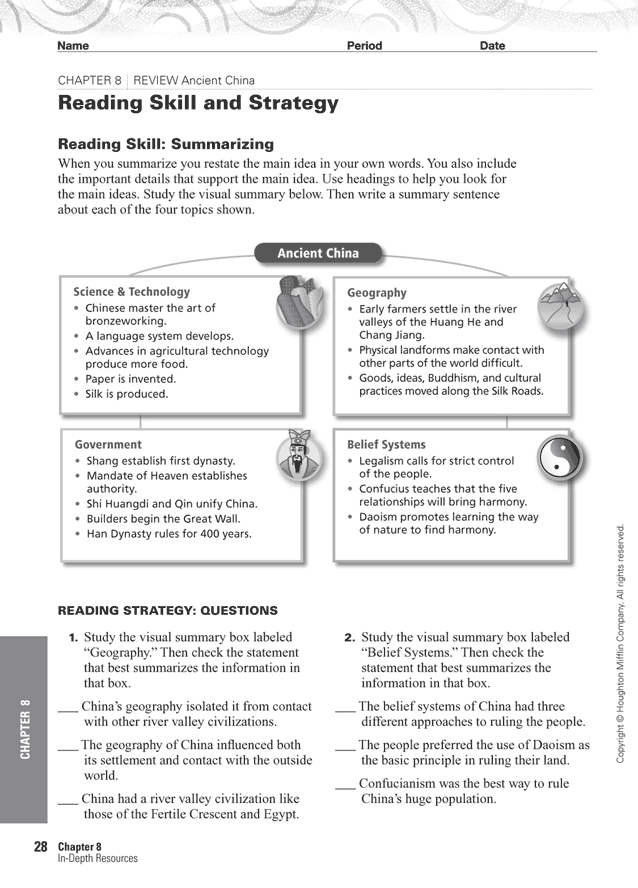 Name Period Date
CHAPTER 8 | REVIEW Ancient China
Reading Skill and Strategy
Reading Skill: Summarizing
When you summarize you restate the main idea in your own words. You also include
the important details that support the main idea. Use headings to help you look for
the main ideas. Study the visual summary below. Then write a summary sentence
about each of the four topics shown.
Ancient China
Science & Technology
• Chinese master the art of
bronzeworking.
• A language system develops.
• Advances in agricultural technology
produce more food.
• Paper is invented.
• Silk is produced.
Geography
• Early farmers settle in the river
valleys of the Huang He and
Chang Jiang.
• Physical landforms make contact with
other parts of the world difficult.
• Goods, ideas, Buddhism, and cultural
practices moved along the Silk Roads.
Government
• Shang establish first dynasty.
• Mandate of Heaven establishes
authority.
• Shi Huangdi and Qin unify China.
• Builders begin the Great Wall.
• Han Dynasty rules for 400 years.
Belief Systems
• Legalism calls for strict control
of the people.
• Confucius teaches that the five
relationships will bring harmony.
• Daoism promotes learning the way
of nature to find harmony.
READING STRATEGY: QUESTIONS
1. Study the visual summary box labeled
“Geography.” Then check the statement
that best summarizes the information in
that box.
___ China’s geography isolated it from contact
with other river valley civilizations.
___ The geography of China influenced both
its settlement and contact with the outside
world.
___ China had a river valley civilization like
those of the Fertile Crescent and Egypt.
2. Study the visual summary box labeled
“Belief Systems.” Then check the
statement that best summarizes the
information in that box.
___ The belief systems of China had three
different approaches to ruling the people.
___ The people preferred the use of Daoism as
the basic principle in ruling their land.
___ Confucianism was the best way to rule
China’s huge population.
CHAPTER 8
Copyright © Houghton Mifflin Company. All rights reserved.
28 Chapter 8
In-Depth Resources